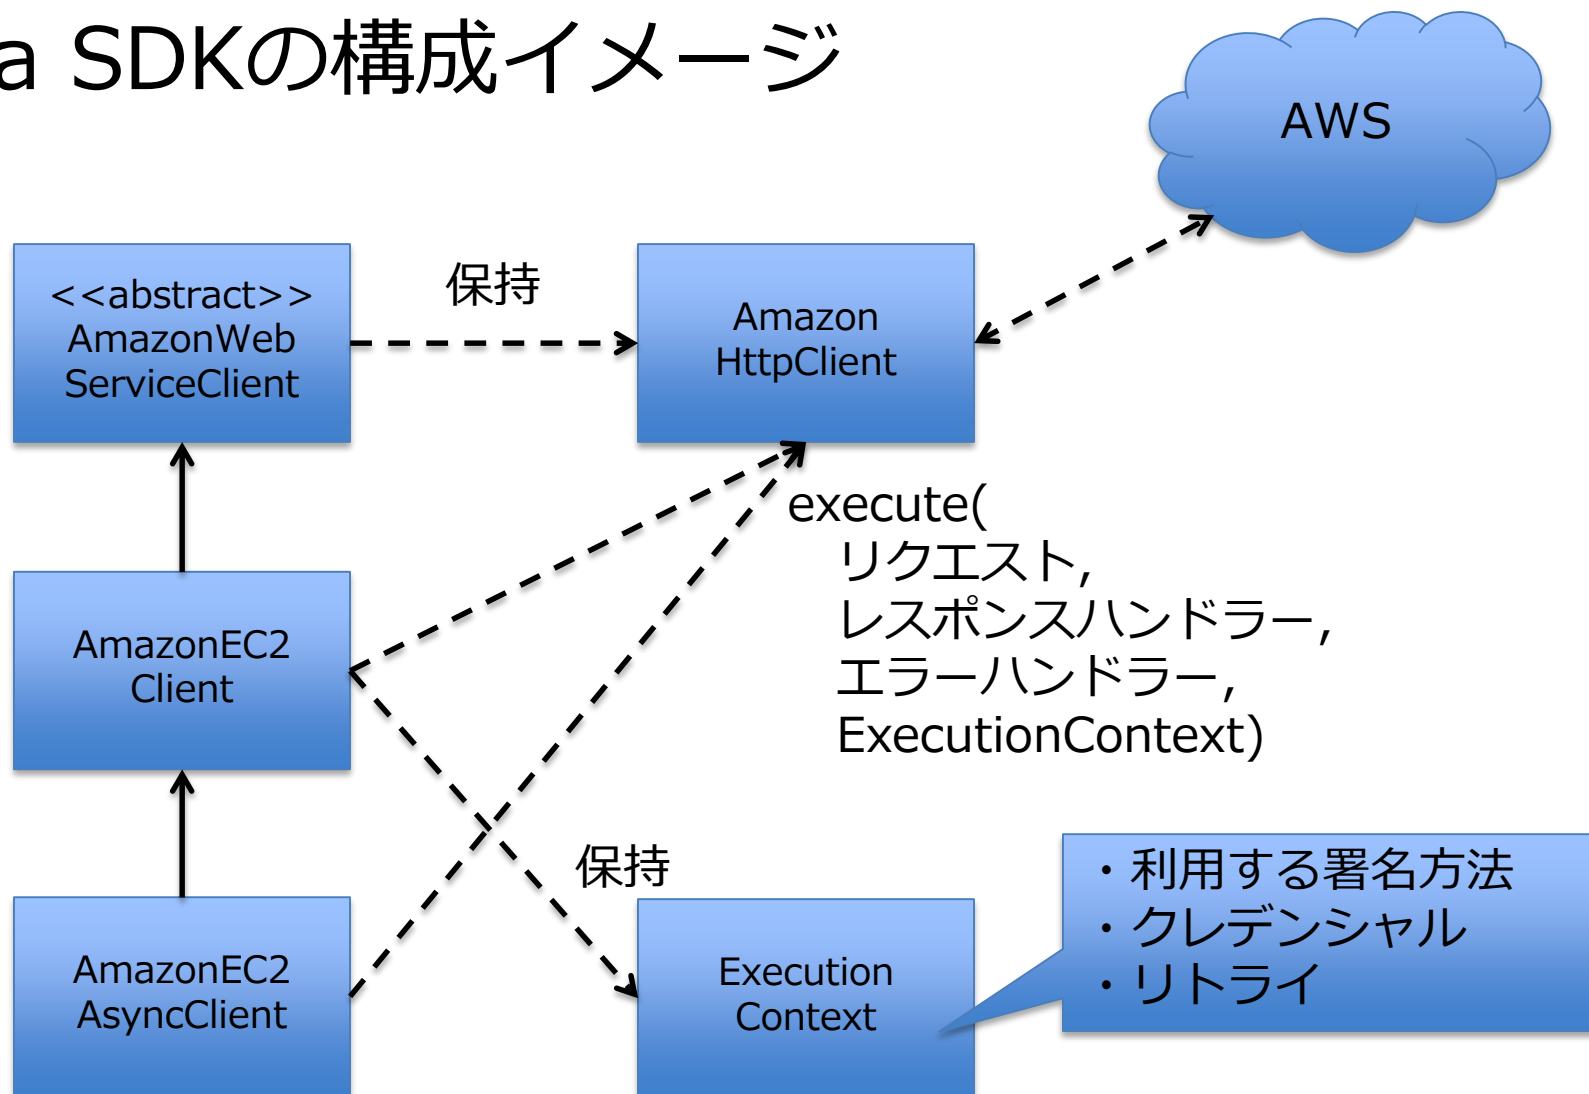 a SDKの構成イメージ
AWS
<<abstract>>
AmazonWeb
ServiceClient
保持
Amazon
HttpClient
execute(
リクエスト,
レスポンスハンドラー,
エラーハンドラー,
ExecutionContext)
AmazonEC2
Client
保持
・利用する署名方法
・クレデンシャル
・リトライ
AmazonEC2
AsyncClient
Execution
Context